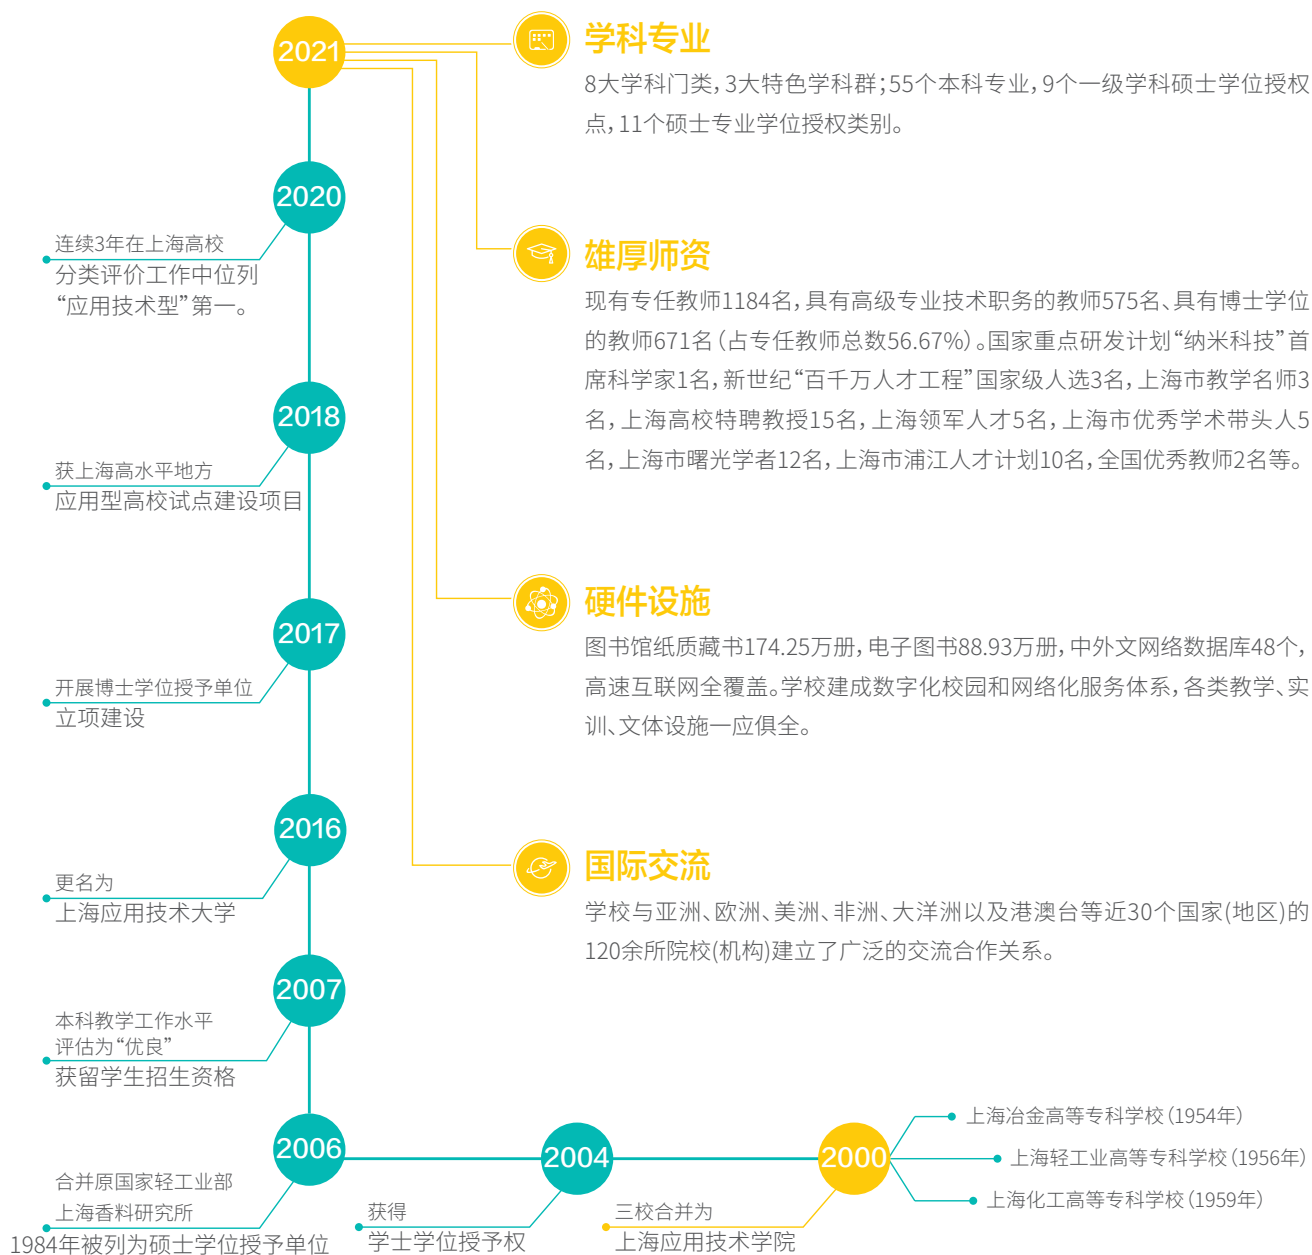 2021
学科专业
8大学科门类，3大特色学科群；55个本科专业，9个一级学科硕士学位授权
点，11个硕士专业学位授权类别。
2020
连续3年在上海高校
分类评价工作中位列
“应用技术型”第一。
雄厚师资
现有专任教师1184名，具有高级专业技术职务的教师575名、具有博士学位
的教师671名（占专任教师总数56.67%）。国家重点研发计划“纳米科技”首
席科学家1名，新世纪“百千万人才工程”国家级人选3名，上海市教学名师3
名，上海高校特聘教授15名，上海领军人才5名，上海市优秀学术带头人5
名，上海市曙光学者12名，上海市浦江人才计划10名，全国优秀教师2名等。
2018
获上海高水平地方
应用型高校试点建设项目
2017
开展博士学位授予单位
立项建设
硬件设施
图书馆纸质藏书174.25万册，电子图书88.93万册，中外文网络数据库48个，
高速互联网全覆盖。学校建成数字化校园和网络化服务体系，各类教学、实
训、文体设施一应俱全。
2016
更名为
上海应用技术大学
国际交流
学校与亚洲、欧洲、美洲、非洲、大洋洲以及港澳台等近30个国家(地区)的
120余所院校(机构)建立了广泛的交流合作关系。
2007
本科教学工作水平
评估为“优良”
获留学生招生资格
2006
合并原国家轻工业部
上海香料研究所
1984年被列为硕士学位授予单位
2004
获得
学士学位授予权
2000
三校合并为
上海应用技术学院
上海冶金高等专科学校（1954年）
上海轻工业高等专科学校（1956年）
上海化工高等专科学校（1959年）